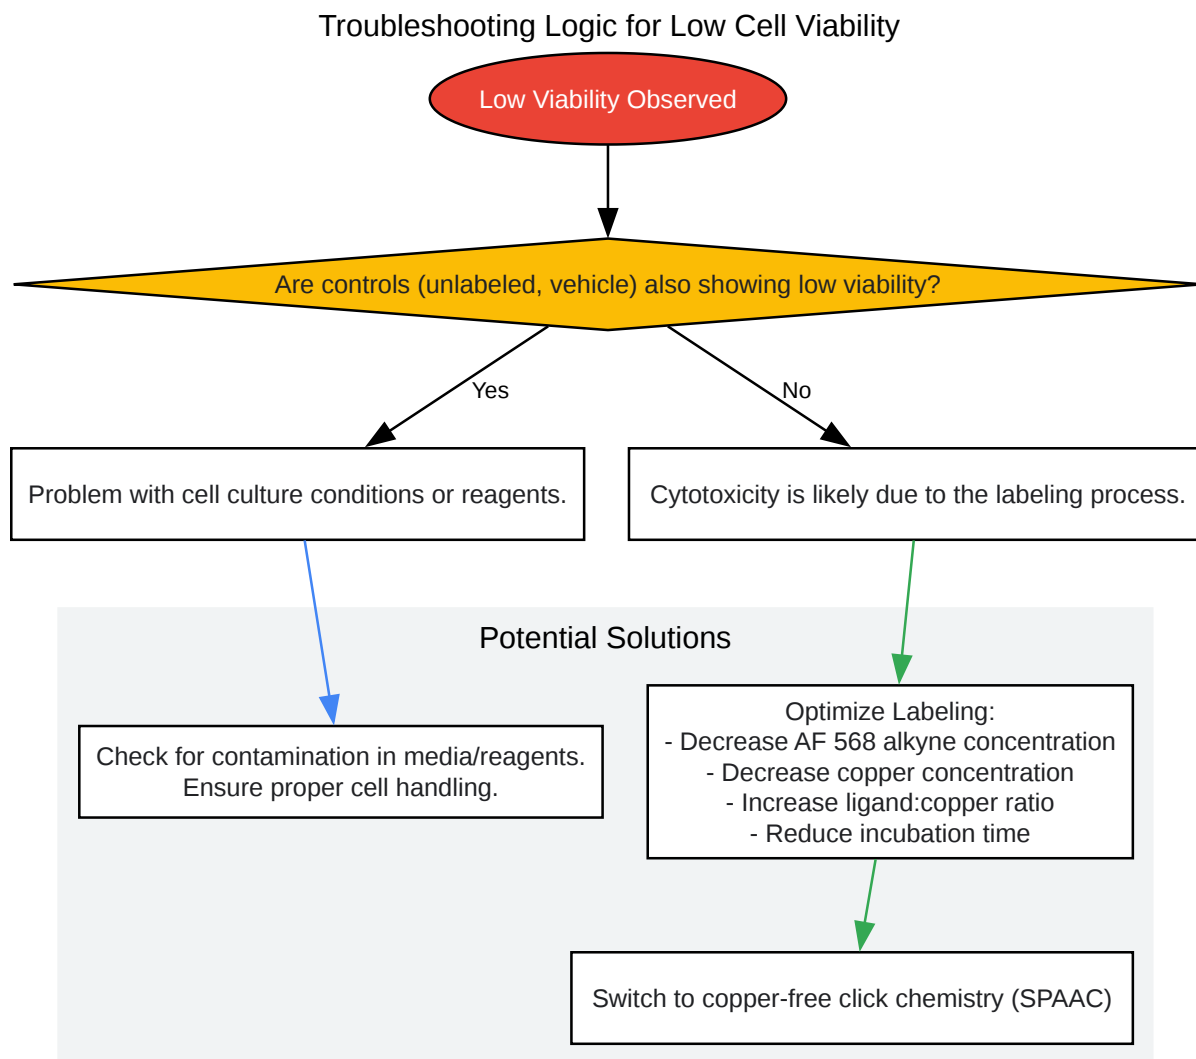 Troubleshooting Logic for Low Cell Viability
Low Viability Observed
Are controls (unlabeled, vehicle) also showing low viability?
Yes
No
Problem with cell culture conditions or reagents.
Cytotoxicity is likely due to the labeling process.
Potential Solutions
Check for contamination in media/reagents.
Ensure proper cell handling.
Optimize Labeling:
- Decrease AF 568 alkyne concentration
- Decrease copper concentration
- Increase ligand:copper ratio
- Reduce incubation time
Switch to copper-free click chemistry (SPAAC)